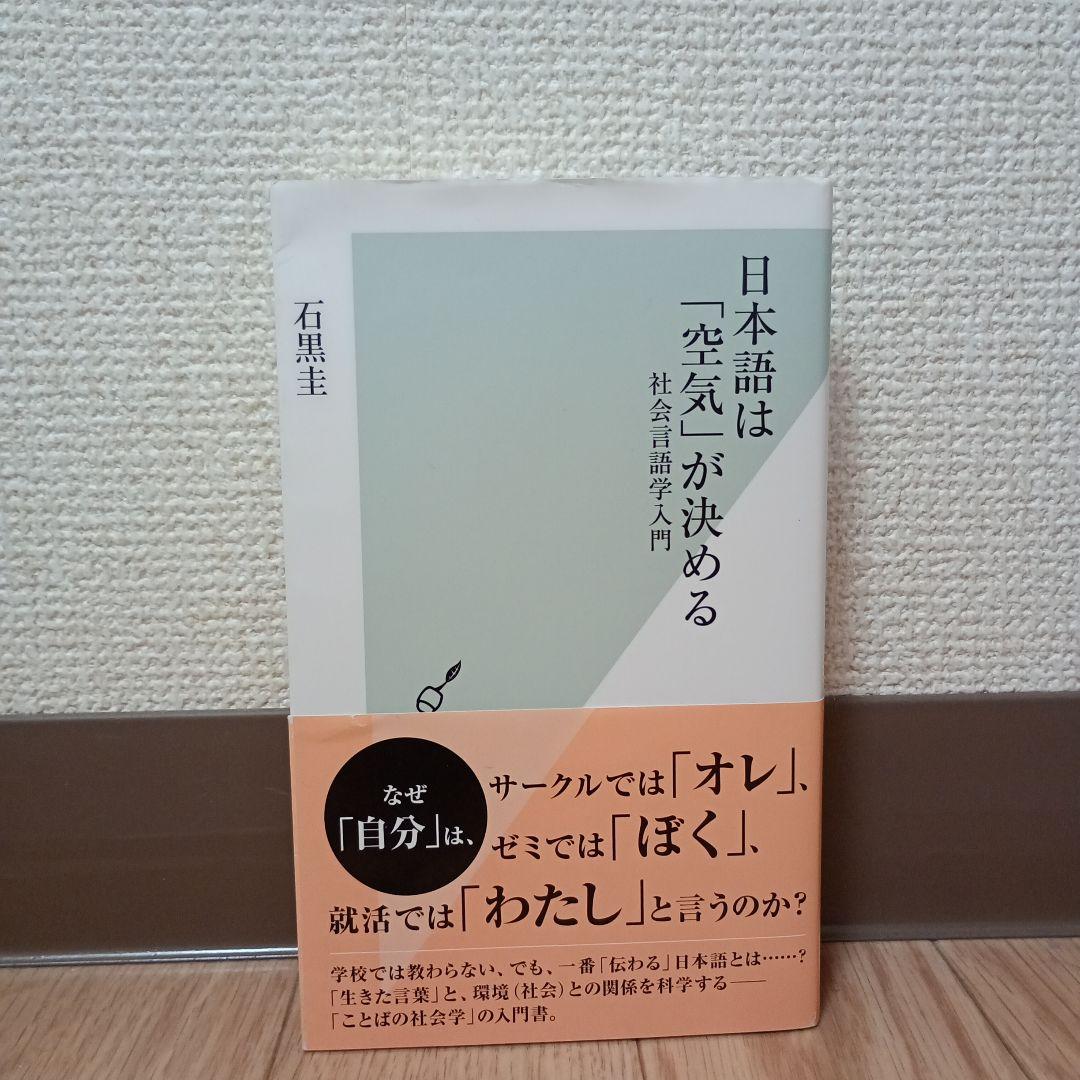 日本語は
「空気」が決める
社会言語学入門
石黒圭
なぜ
「自分」は、
サークルでは「オレ」、
ゼミでは「ぼく」、
就活では「わたし」と言うのか?
学校では教わらない、でも、一番「伝わる」日本語とは……?
「生きた言葉」と、環境(社会)との関係を科学する――
「ことばの社会学」の入門書。